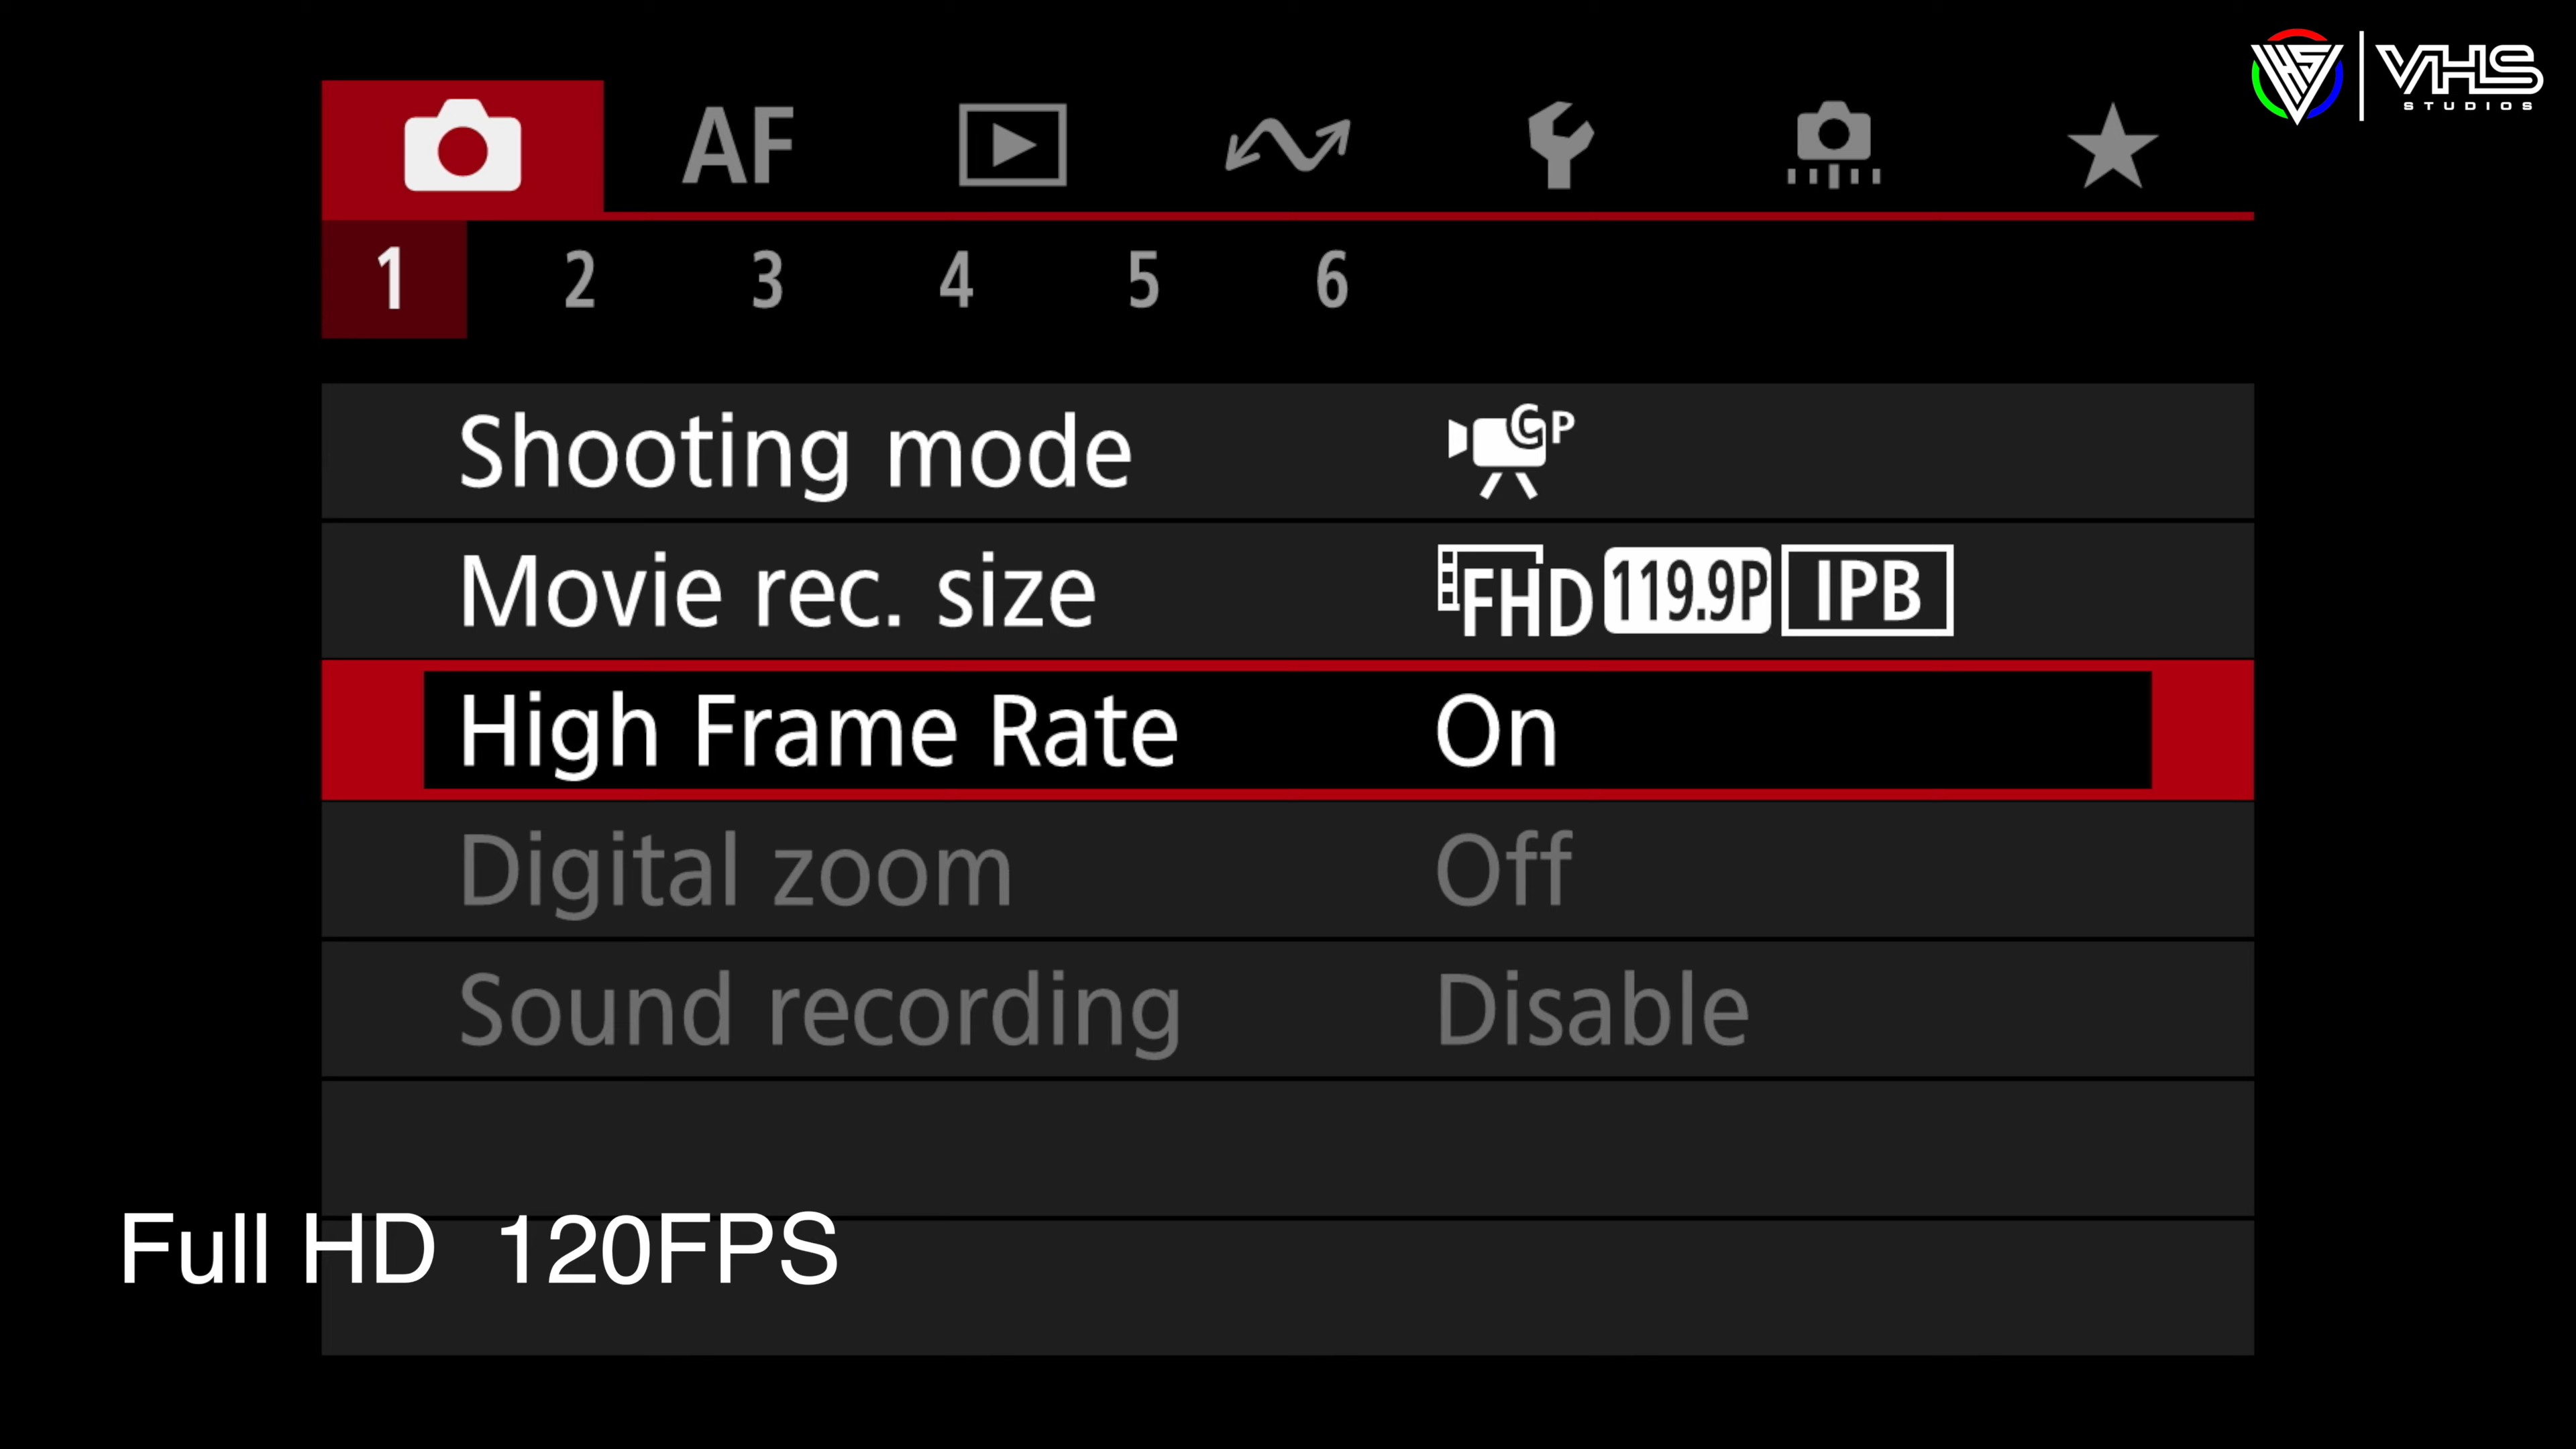 VHS
STUDIOS
AF
1 2 3 4 5 6
Shooting mode P
Movie rec. size FHD 119.9P IPB
High Frame Rate On
Digital zoom Off
Sound recording Disable
Full HD 120FPS